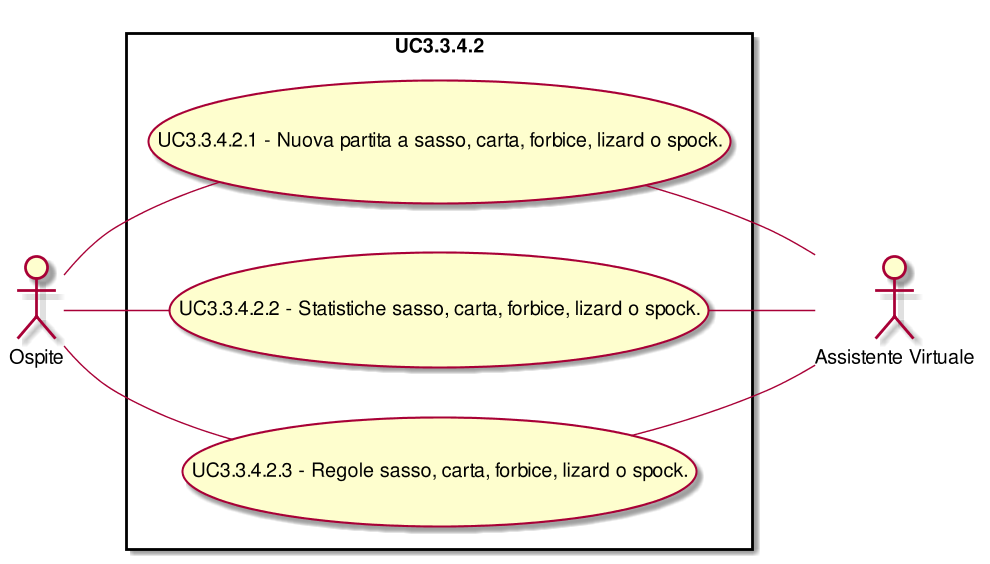 UC3.3.4.2
UC3.3.4.2.1 - Nuova partita a sasso, carta, forbice, lizard o spock.
UC3.3.4.2.2 - Statistiche sasso, carta, forbice, lizard o spock.
Ospite
Assistente Virtuale
UC3.3.4.2.3 - Regole sasso, carta, forbice, lizard o spock.